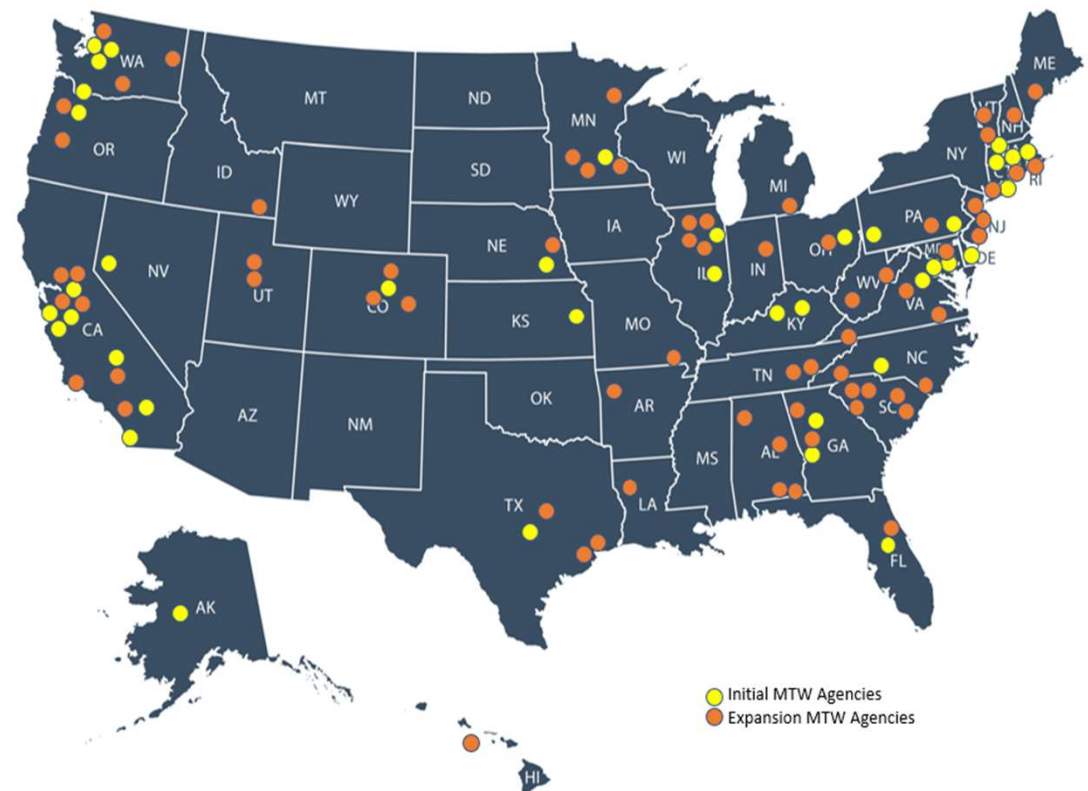 WA
MT
ND
MN
ME
VT
NH
OR
ID
SD
WI
NY
MI
WY
RI
IA
PA
NJ
NE
OH
MD
DE
NV
UT
CO
IL
IN
WV
VA
KS
MO
KY
CA
NC
TN
AZ
NM
OK
AR
SC
MS
AL
GA
TX
LA
FL
AK
HI
Initial MTW Agencies
Expansion MTW Agencies